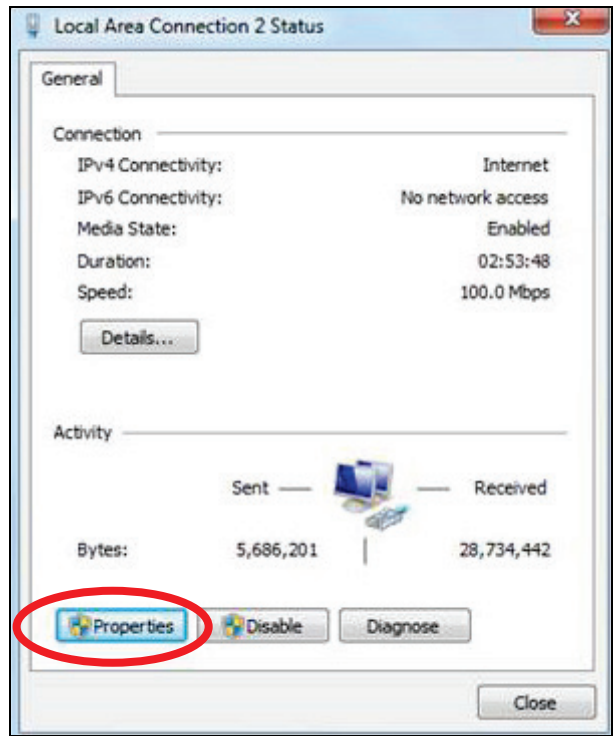 Local Area Connection 2 Status
General
Connection
IPv4 Connectivity: Internet
IPv6 Connectivity: No network access
Media State: Enabled
Duration: 02:53:48
Speed: 100.0 Mbps
Details...
Activity
Sent Received
Bytes: 5,686,201 28,734,442
Properties Disable Diagnose
Close